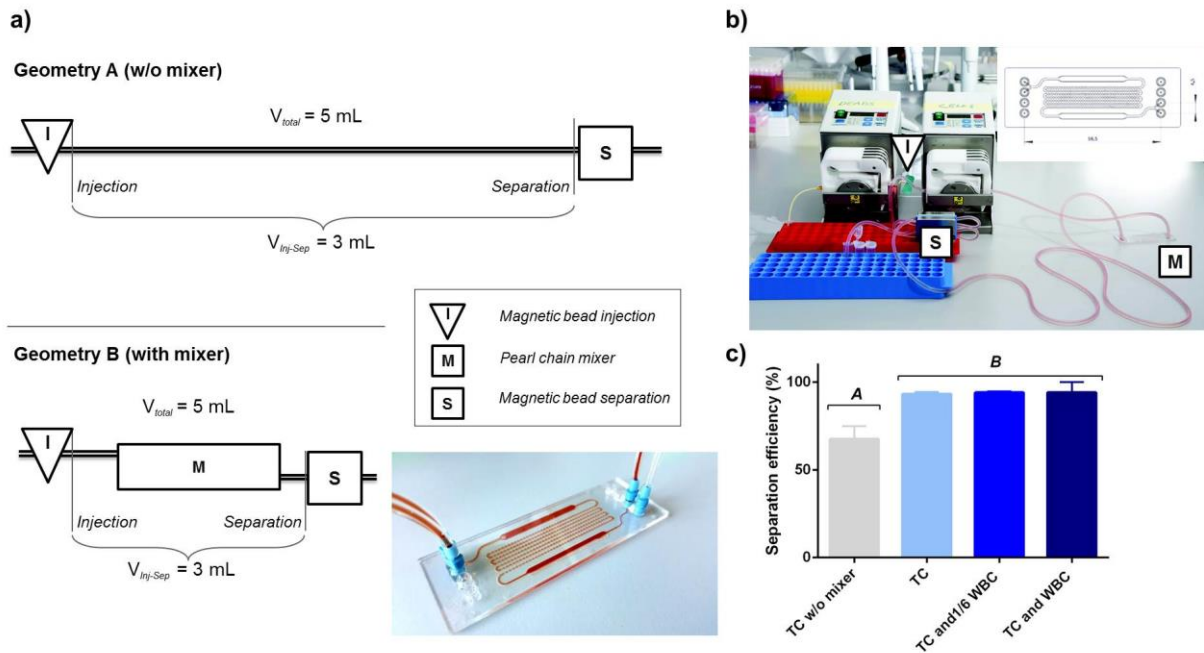 a)
Geometry A (w/o mixer)
V_total = 5 mL
I
S
Injection
Separation
V_Inj-Sep = 3 mL
Geometry B (with mixer)
V_total = 5 mL
I
M
S
Injection
Separation
V_Inj-Sep = 3 mL
I
Magnetic bead injection
M
Pearl chain mixer
S
Magnetic bead separation
b)
I
S
M
c)
Separation efficiency (%)
100
50
0
A
B
TC w/o mixer
TC
TC and1/6 WBC
TC and WBC